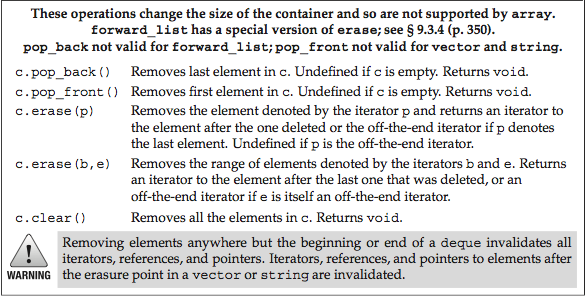 These operations change the size of the container and so are not supported by array.
forward_list has a special version of erase; see § 9.3.4 (p. 350).
pop_back not valid for forward_list; pop_front not valid for vector and string.
c.pop_back() Removes last element in c. Undefined if c is empty. Returns void.
c.pop_front() Removes first element in c. Undefined if c is empty. Returns void.
c.erase(p) Removes the element denoted by the iterator p and returns an iterator to
the element after the one deleted or the off-the-end iterator if p denotes
the last element. Undefined if p is the off-the-end iterator.
c.erase(b,e) Removes the range of elements denoted by the iterators b and e. Returns
an iterator to the element after the last one that was deleted, or an
off-the-end iterator if e is itself an off-the-end iterator.
c.clear() Removes all the elements in c. Returns void.
Removing elements anywhere but the beginning or end of a deque invalidates all
iterators, references, and pointers. Iterators, references, and pointers to elements after
the erasure point in a vector or string are invalidated.
WARNING